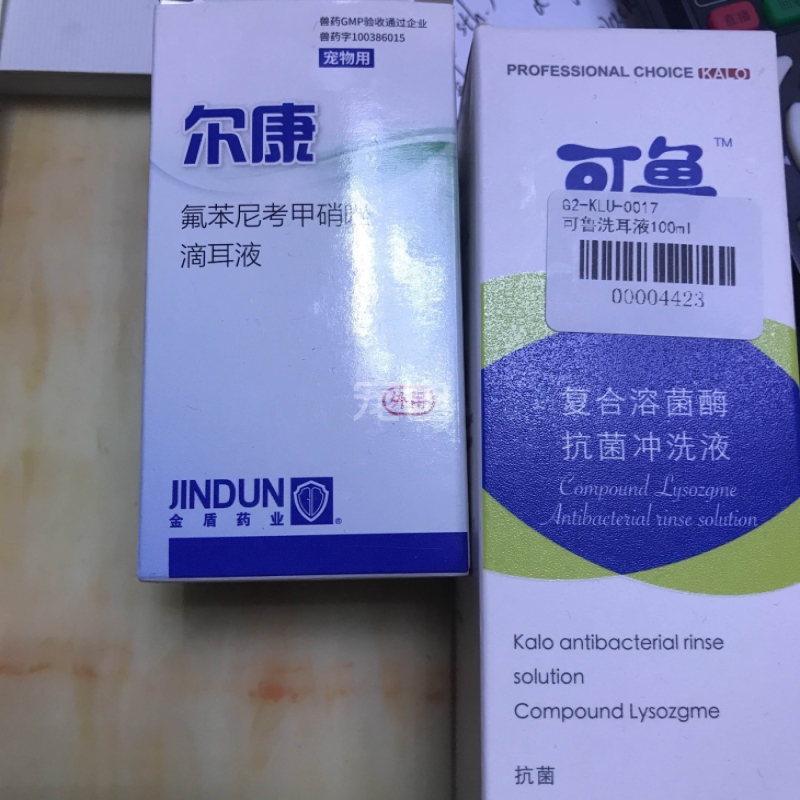 兽药GMP验收通过企业
兽药字100386015
宠物用
尔康
氟苯尼考甲硝
滴耳液
外用
JINDUN
金盾药业
PROFESSIONAL CHOICE KALO
可鲁 TM
G2-KLU-0017
可鲁洗耳液100ml
00004423
复合溶菌酶
抗菌冲洗液
Compound Lysozgme
Antibacterial rinse solution
Kalo antibacterial rinse
solution
Compound Lysozgme
抗菌